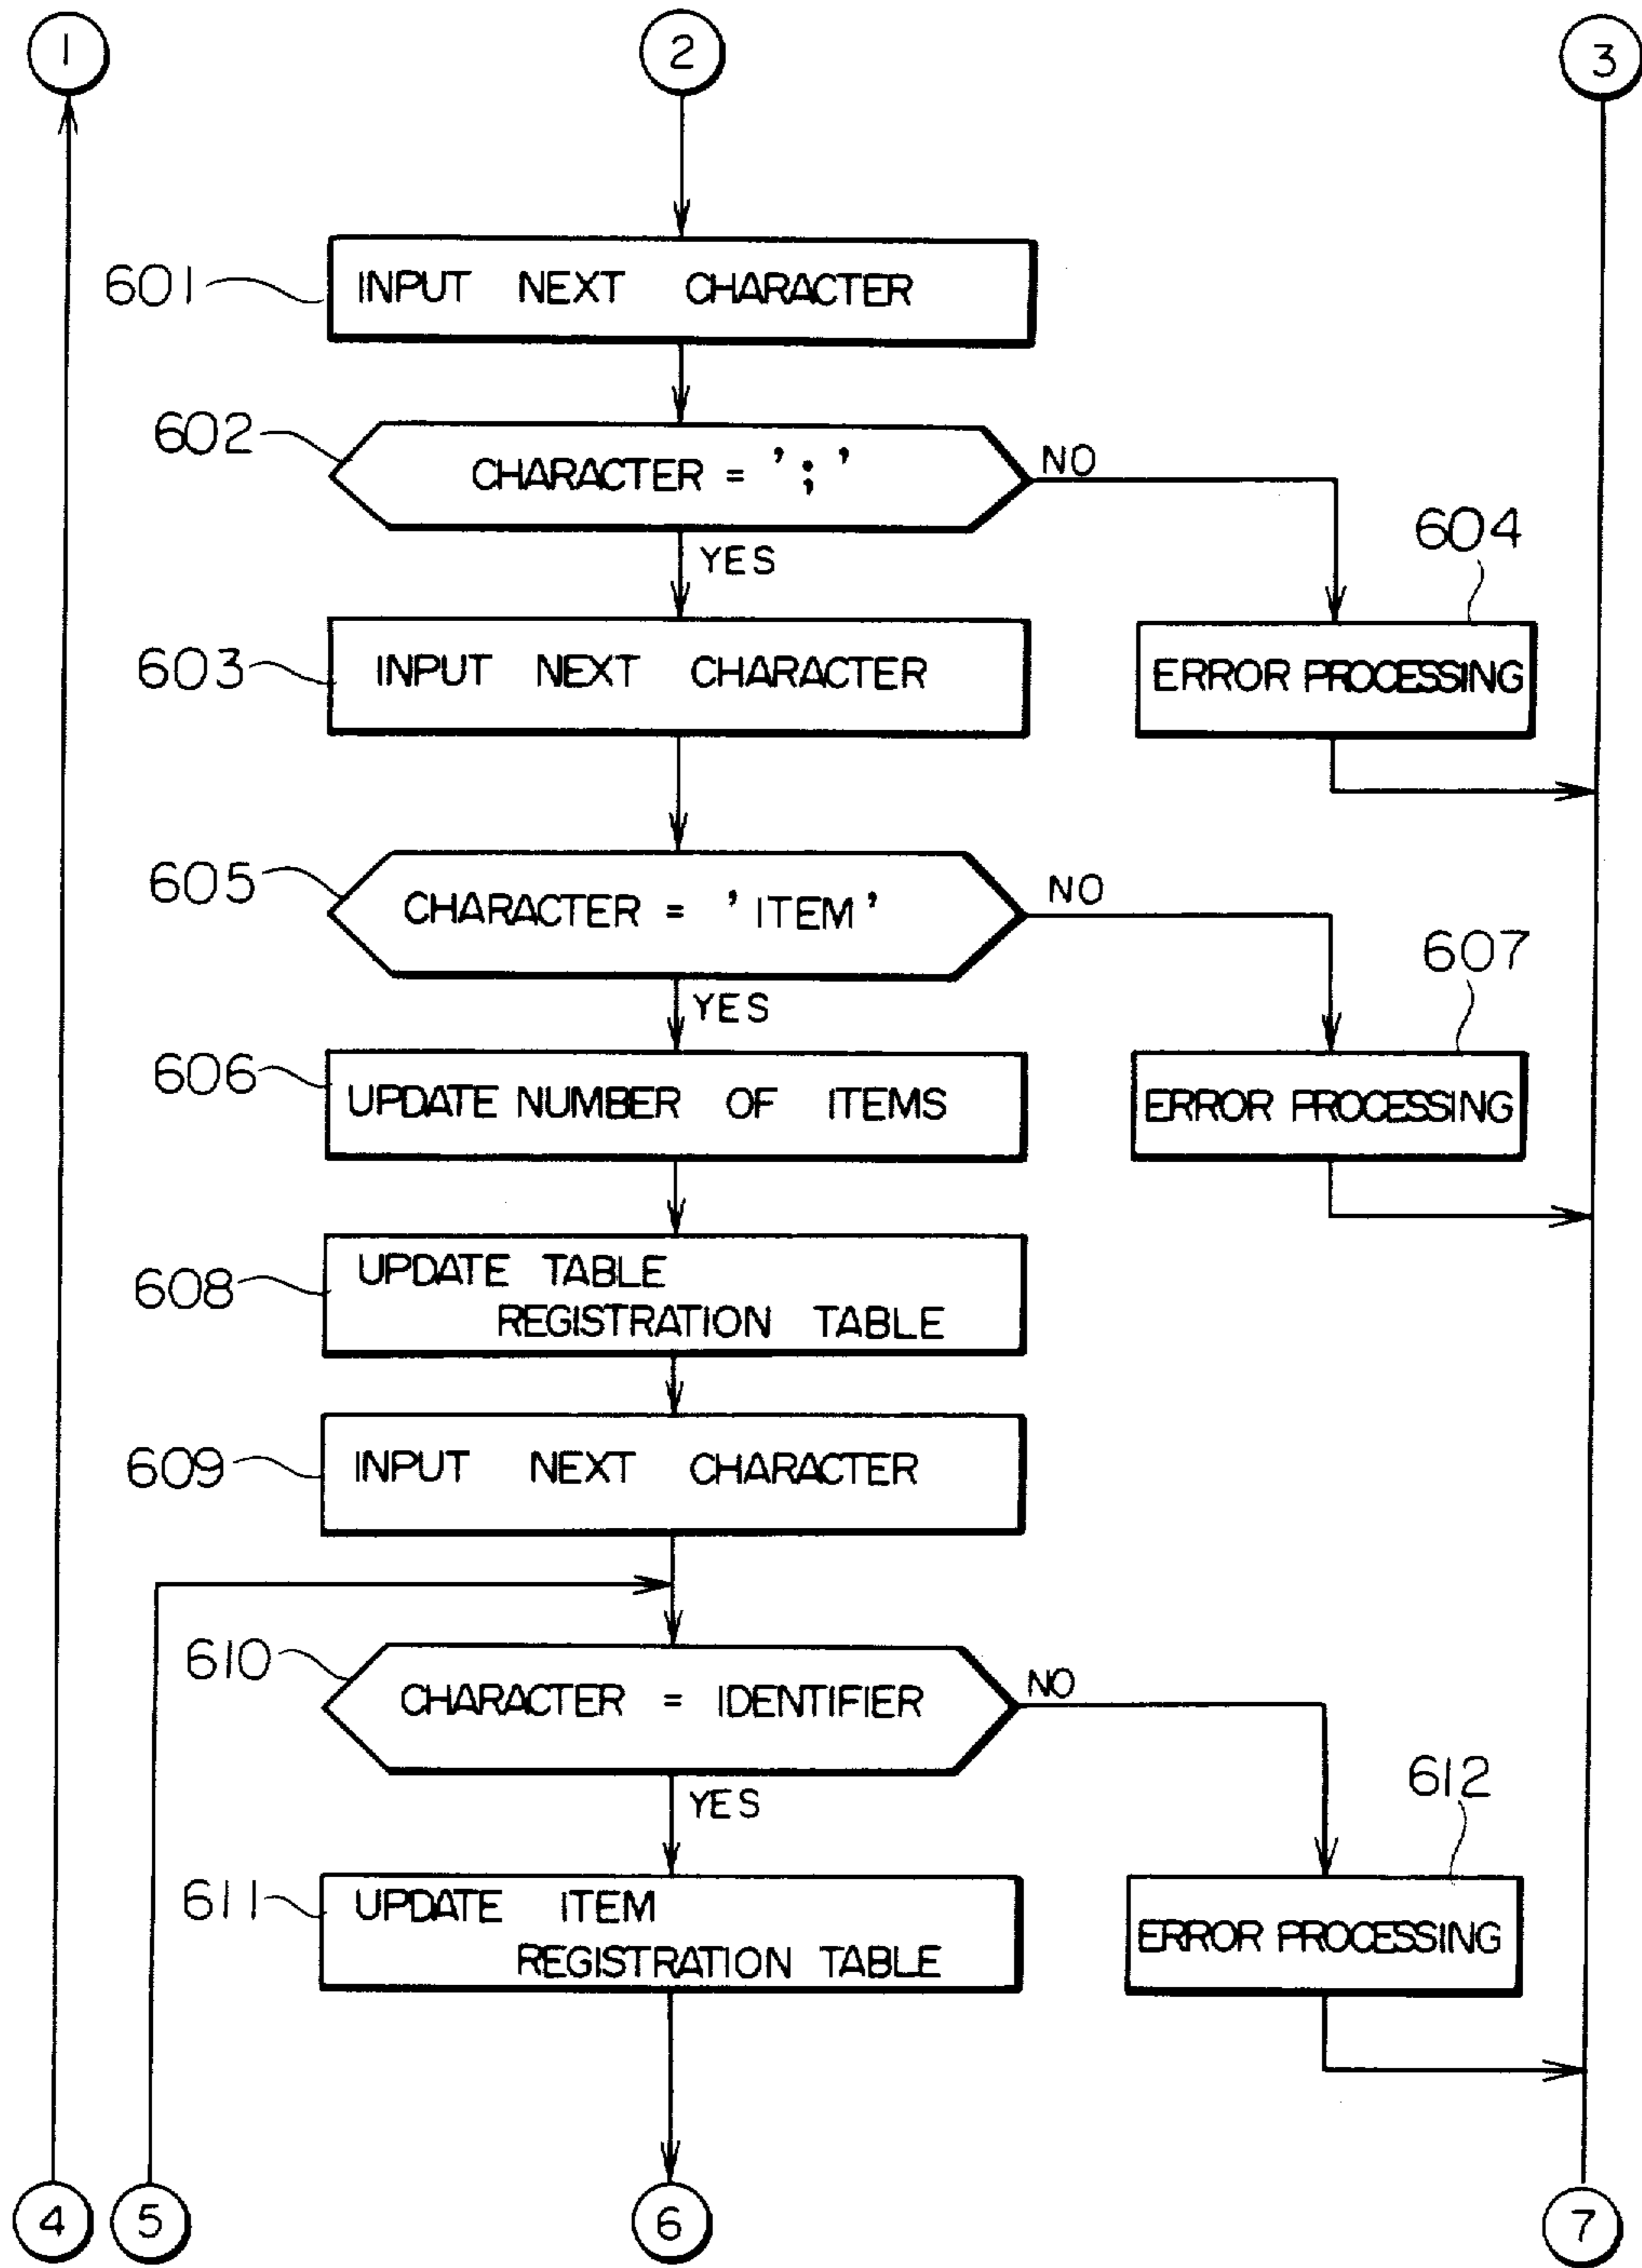 1
2
3
601
INPUT NEXT CHARACTER
602
CHARACTER = ';'
NO
YES
604
603
INPUT NEXT CHARACTER
ERROR PROCESSING
605
CHARACTER = 'ITEM'
NO
YES
607
606
UPDATE NUMBER OF ITEMS
ERROR PROCESSING
608
UPDATE TABLE
REGISTRATION TABLE
609
INPUT NEXT CHARACTER
610
CHARACTER = IDENTIFIER
NO
YES
612
611
UPDATE ITEM
REGISTRATION TABLE
ERROR PROCESSING
4
5
6
7